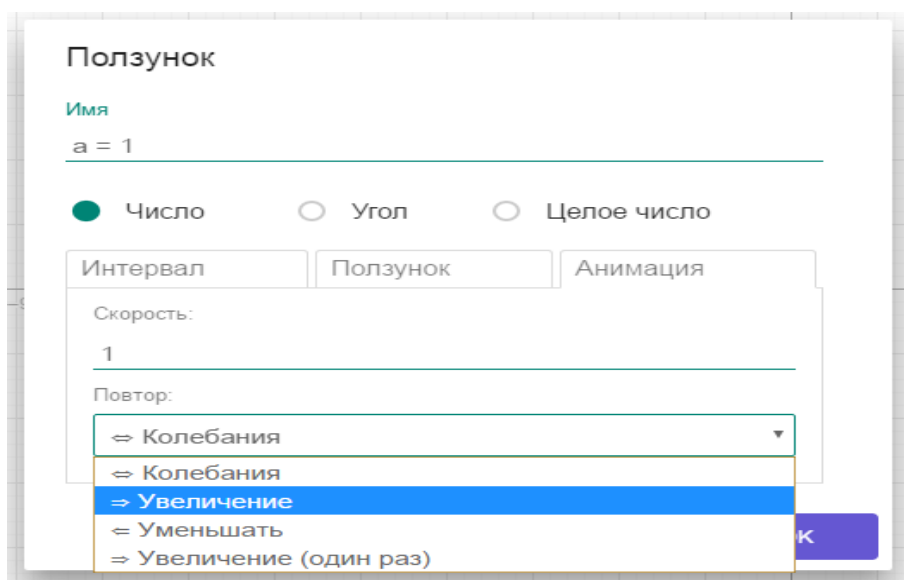 Ползунок
Имя
a = 1
Число Угол Целое число
Интервал Ползунок Анимация
Скорость:
1
Повтор:
⇔ Колебания
⇔ Колебания
⇒ Увеличение
⇐ Уменьшать
⇒ Увеличение (один раз)